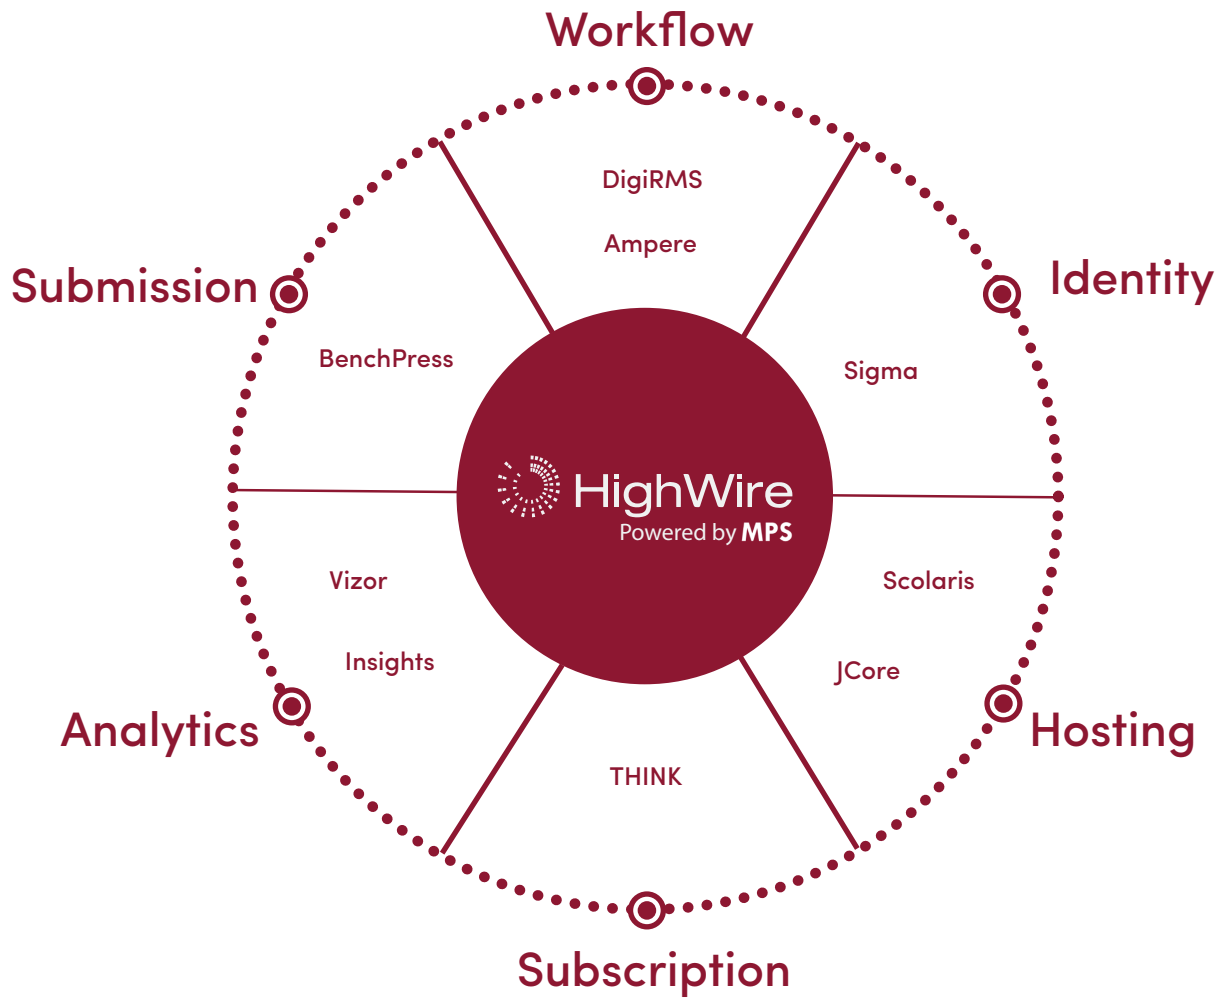 Workflow
DigiRMS
Ampere
Submission
Identity
BenchPress
Sigma
HighWire
Powered by MPS
Vizor
Scolaris
Insights
JCore
Analytics
Hosting
THINK
Subscription